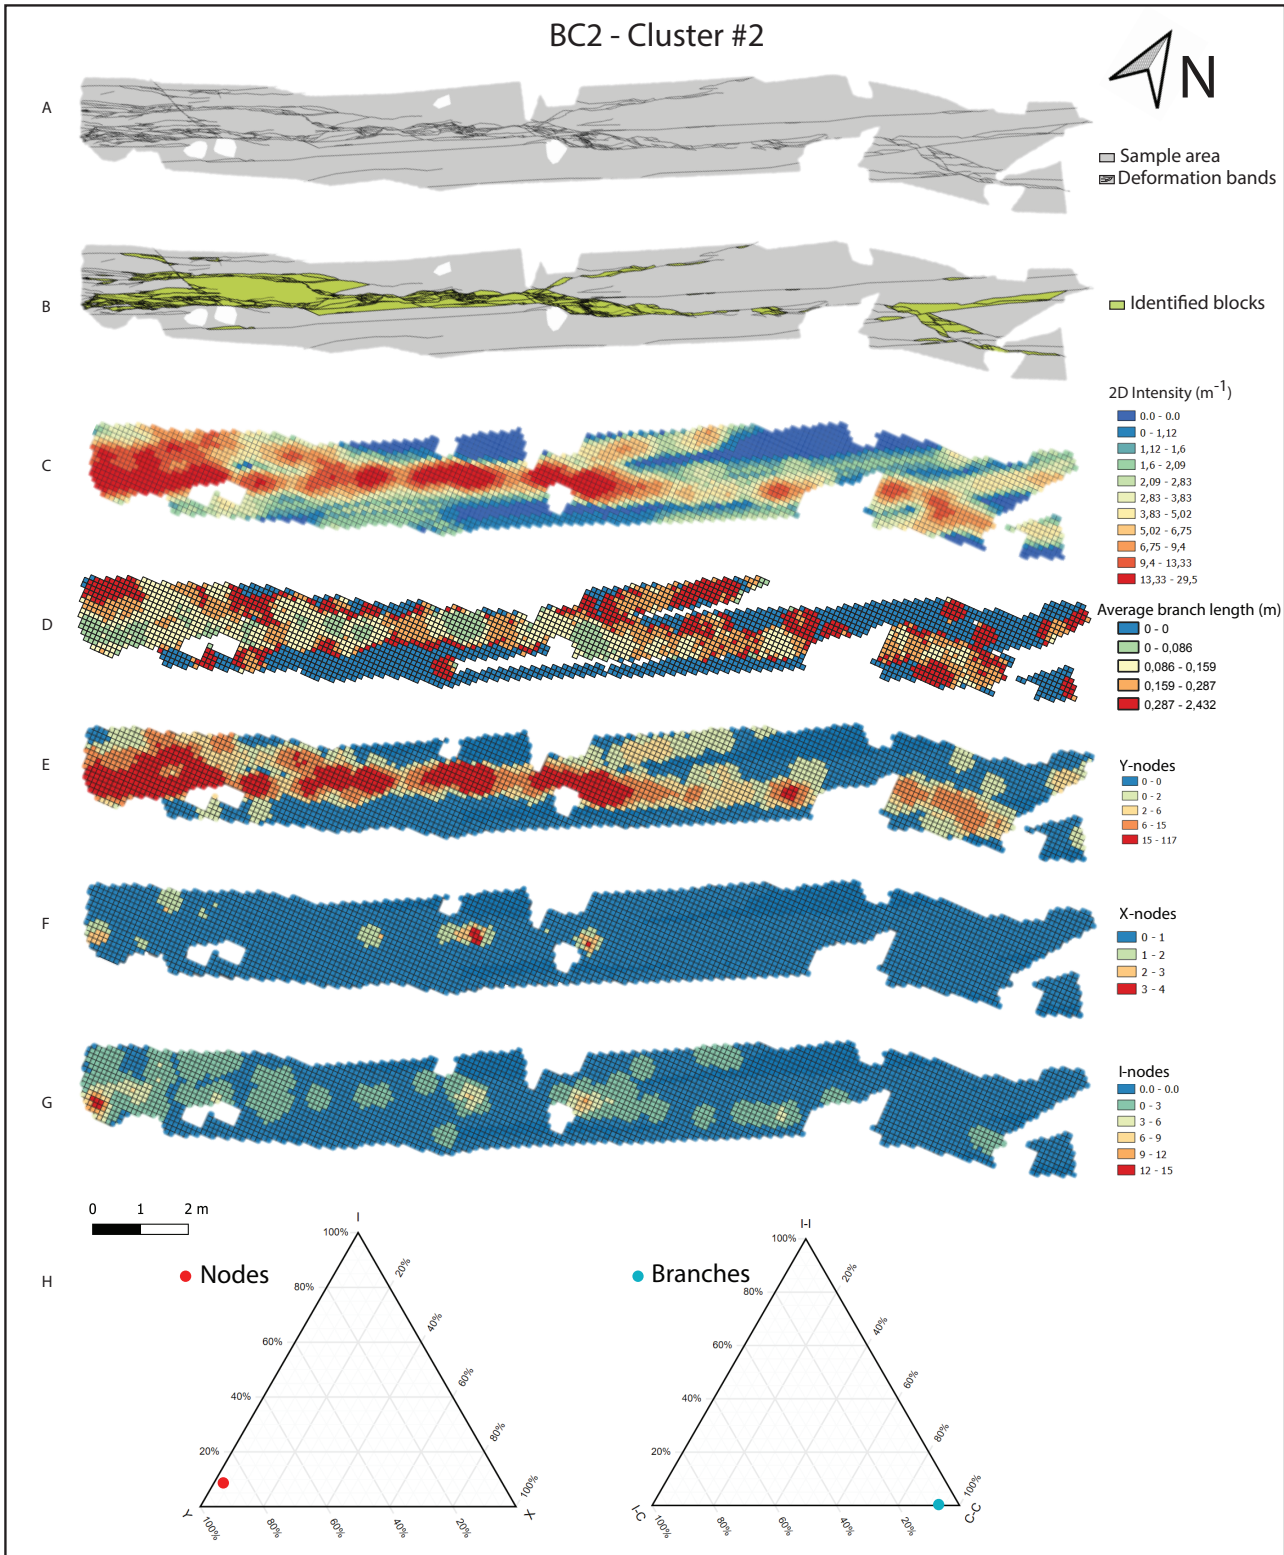 BC2 - Cluster #2
N
A
Sample area
Deformation bands
B
Identified blocks
2D Intensity (m-1)
0.0 - 0.0
0 - 1,12
1,12 - 1,6
1,6 - 2,09
2,09 - 2,83
2,83 - 3,83
3,83 - 5,02
5,02 - 6,75
6,75 - 9,4
9,4 - 13,33
13,33 - 29,5
C
D
Average branch length (m)
0 - 0
0 - 0,086
0,086 - 0,159
0,159 - 0,287
0,287 - 2,432
E
Y-nodes
0 - 0
0 - 2
2 - 6
6 - 15
15 - 117
F
X-nodes
0 - 1
1 - 2
2 - 3
3 - 4
G
I-nodes
0.0 - 0.0
0 - 3
3 - 6
6 - 9
9 - 12
12 - 15
0 1 2 m
H
Nodes
I
100%
80%
60%
40%
20%
20%
40%
60%
80%
100%
Y
100%
80%
60%
40%
20%
X
Branches
I-I
100%
80%
60%
40%
20%
20%
40%
60%
80%
100%
I-C
100%
80%
60%
40%
20%
C-C